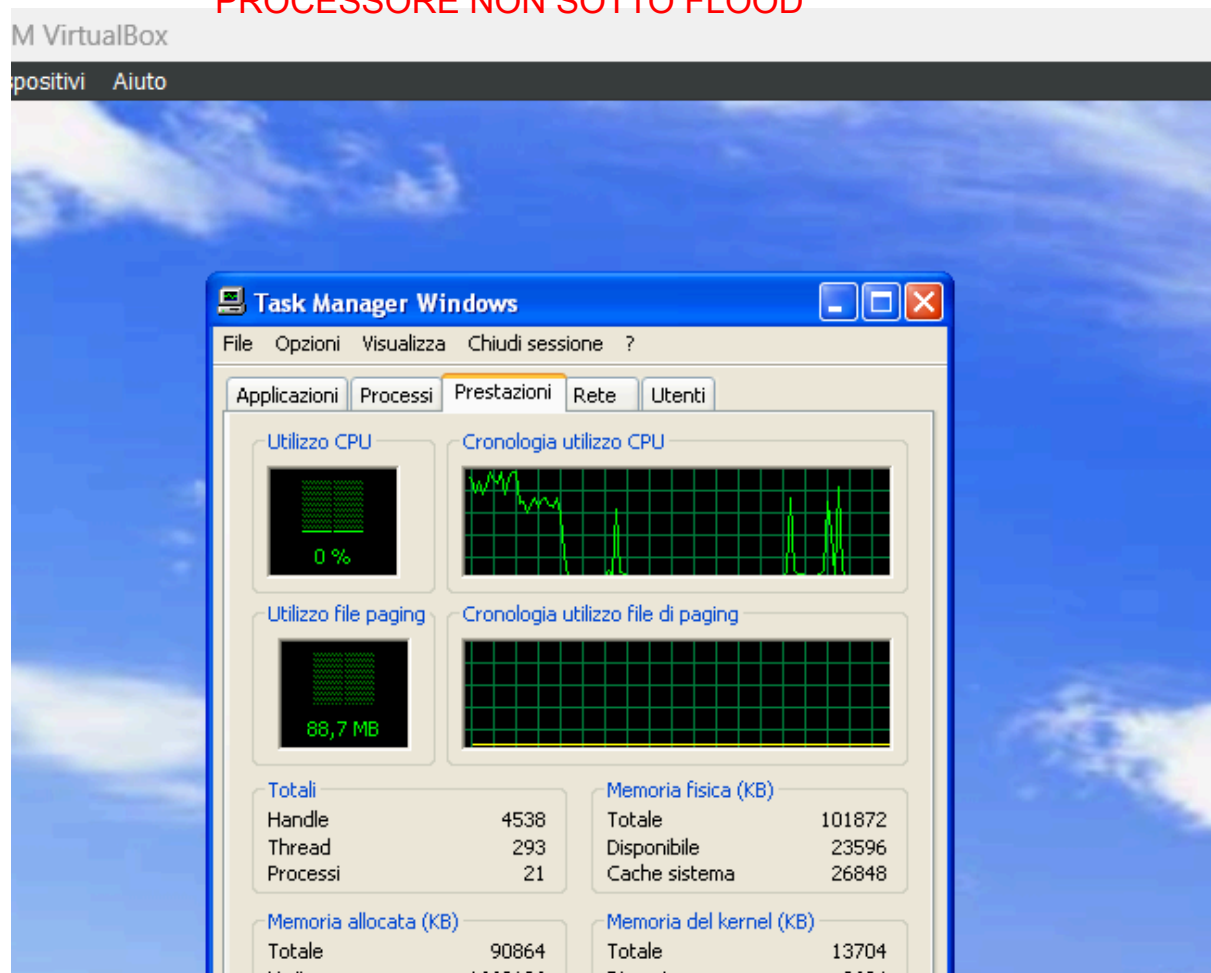 PROCESSORE NON SOTTO FLOOD
M VirtualBox
spositivi Aiuto
Task Manager Windows
File Opzioni Visualizza Chiudi sessione ?
Applicazioni Processi Prestazioni Rete Utenti
Utilizzo CPU
Cronologia utilizzo CPU
0 %
Utilizzo file paging
Cronologia utilizzo file di paging
88,7 MB
Totali
Handle 4538
Thread 293
Processi 21
Memoria fisica (KB)
Totale 101872
Disponibile 23596
Cache sistema 26848
Memoria allocata (KB)
Totale 90864
Memoria del kernel (KB)
Totale 13704